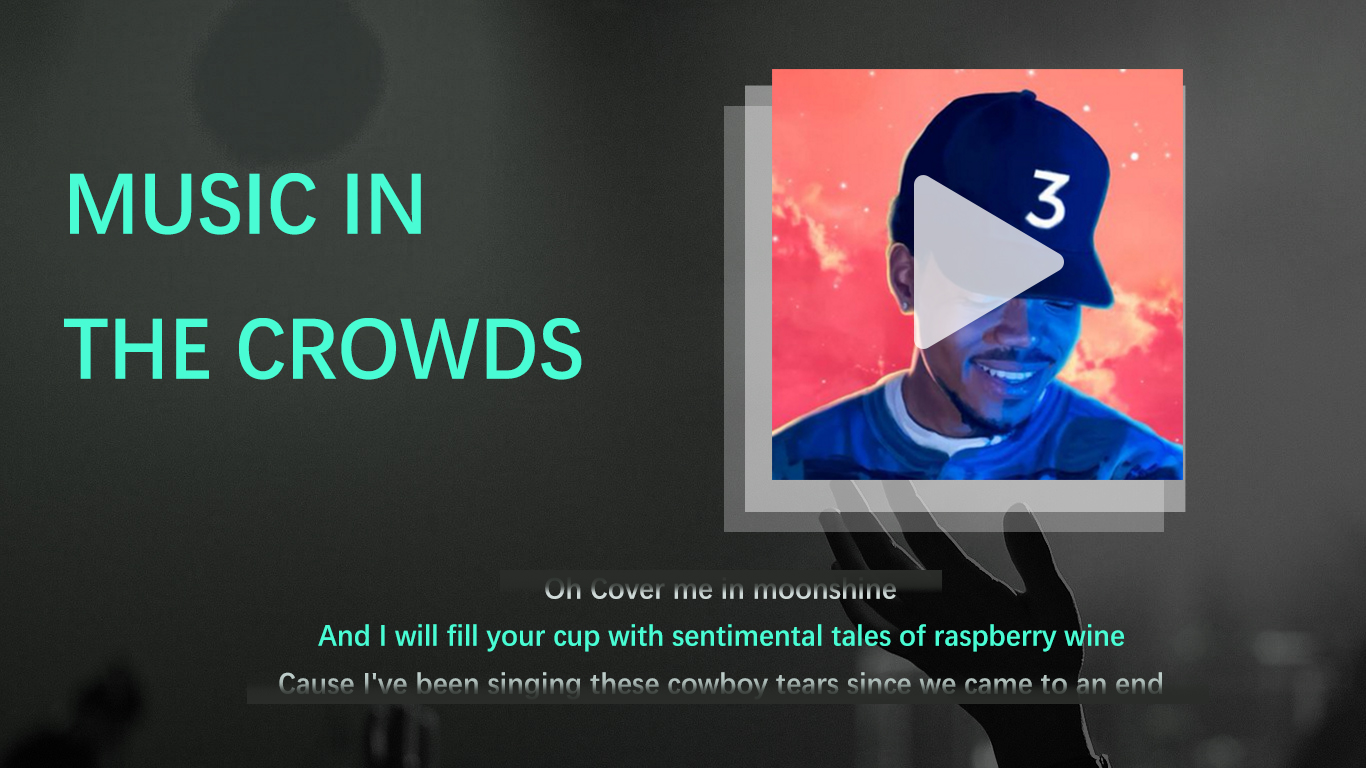 MUSIC IN
THE CROWDS
3
Oh Cover me in moonshine
And I will fill your cup with sentimental tales of raspberry wine
Cause I've been singing these cowboy tears since we came to an end